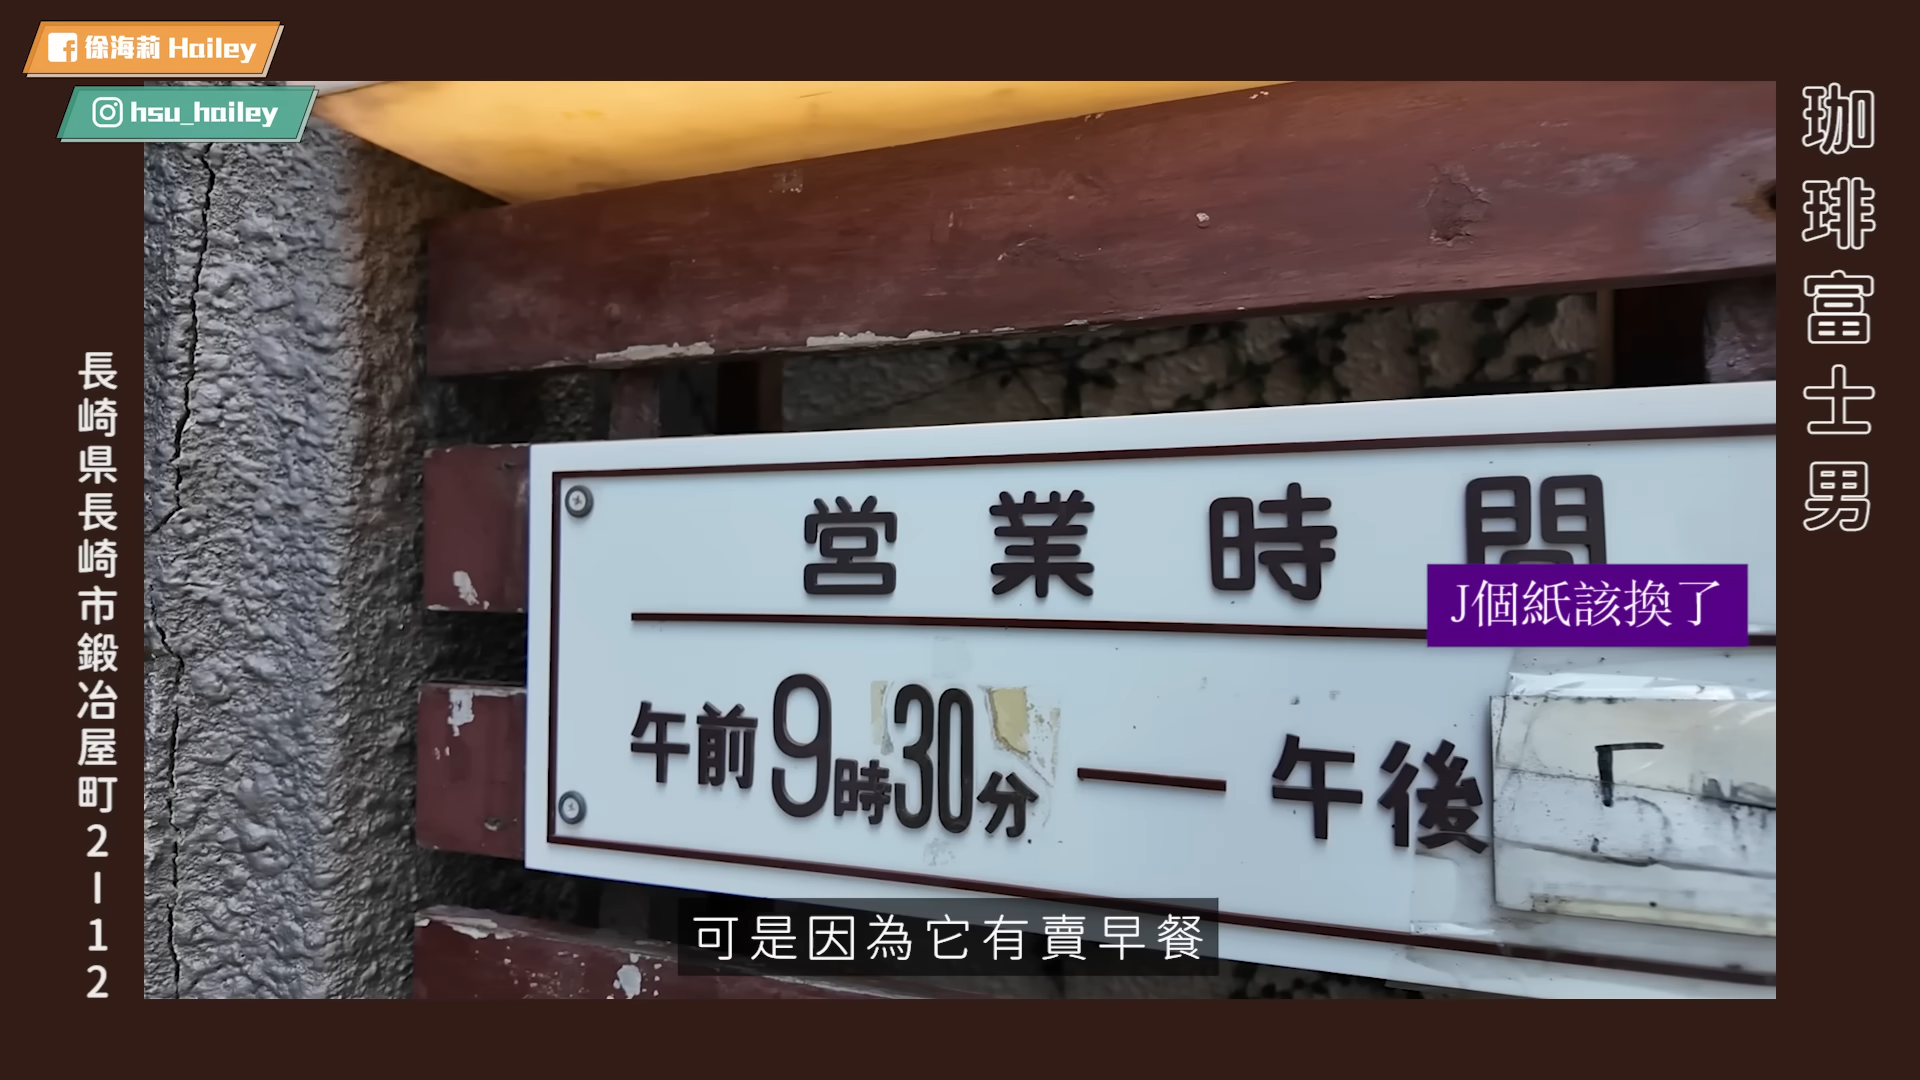 徐海莉 Hailey
hsu_hailey
珈琲富士男
長崎県長崎市鍛冶屋町2-12
営業時間
J個紙該換了
午前9時30分―午後
可是因為它有賣早餐